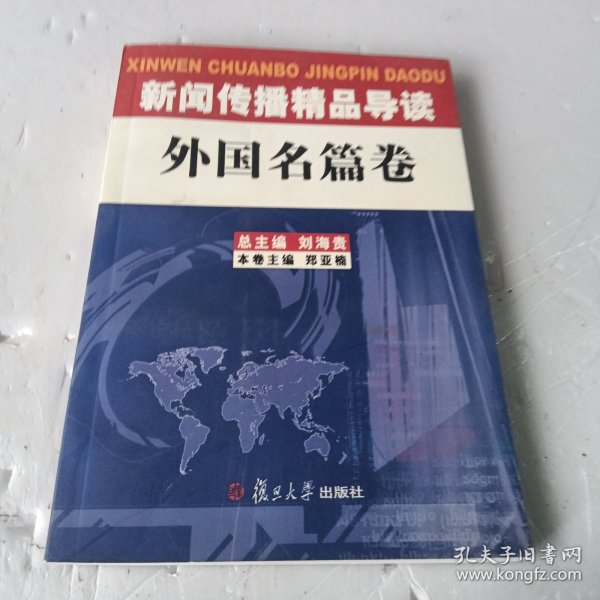 XINWEN CHUANBO JINGPIN DAODU
新闻传播精品导读
外国名篇卷
总主编 刘海贵
本卷主编 郑亚楠
復旦大學出版社
孔夫子旧书网
www.kongfz.com